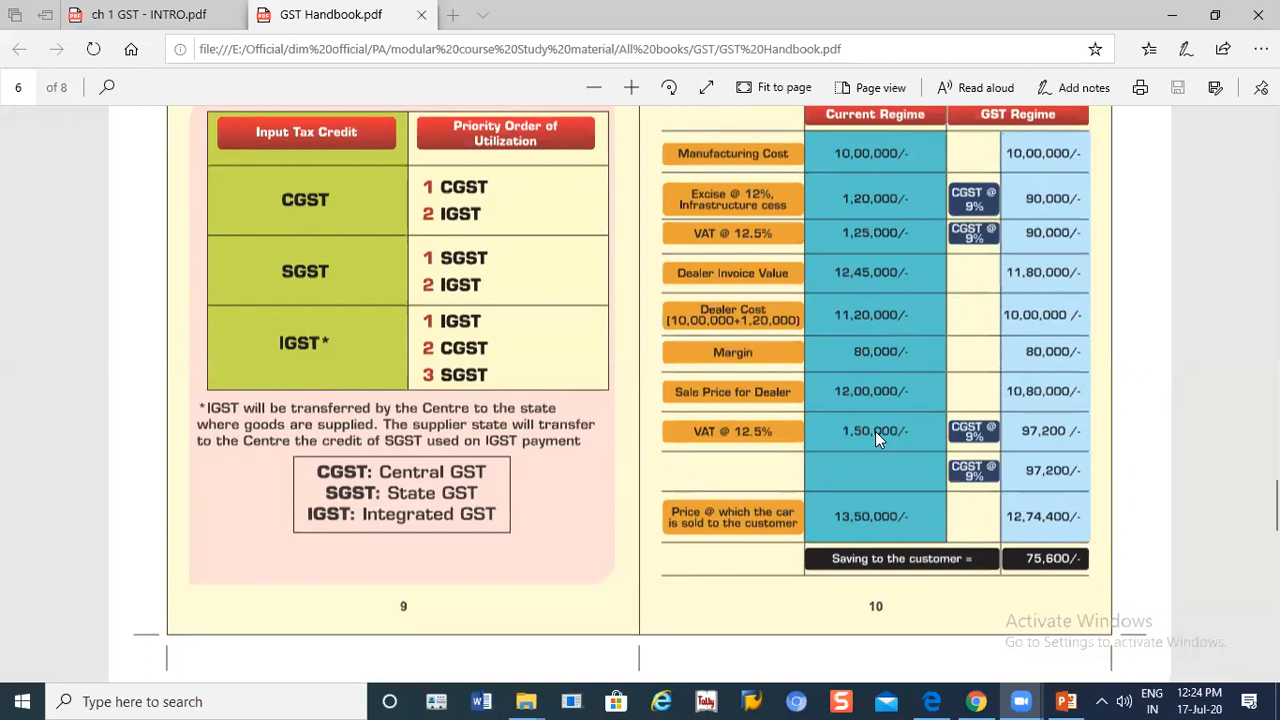 ch 1 GST - INTRO.pdf
GST Handbook.pdf
file:///E:/Official/dim%20official/PA/modular%20course%20Study%20material/All%20books/GST/GST%20Handbook.pdf
6 of 8
Fit to page
Page view
Read aloud
Add notes
Input Tax Credit
Priority Order of
Utilization
CGST
1 CGST
2 IGST
SGST
1 SGST
2 IGST
IGST*
1 IGST
2 CGST
3 SGST
*IGST will be transferred by the Centre to the state
where goods are supplied. The supplier state will transfer
to the Centre the credit of SGST used on IGST payment
CGST: Central GST
SGST: State GST
IGST: Integrated GST
9
Current Regime GST Regime
Manufacturing Cost 10,00,000/- 10,00,000/-
Excise @ 12%,
Infrastructure cess
1,20,000/-
CGST @
9%
90,000/-
VAT @ 12.5% 1,25,000/-
CGST @
9%
90,000/-
Dealer Invoice Value 12,45,000/- 11,80,000/-
Dealer Cost
(10,00,000+1,20,000)
11,20,000/- 10,00,000 /-
Margin 80,000/- 80,000/-
Sale Price for Dealer 12,00,000/- 10,80,000/-
VAT @ 12.5% 1,50,000/-
CGST @
9%
97,200 /-
CGST @
9%
97,200/-
Price @ which the car
is sold to the customer
13,50,000/- 12,74,400/-
Saving to the customer = 75,600/-
10
Activate Windows
Go to Settings to activate Windows.
Type here to search
Tally
ENG
IN
12:24 PM
17-Jul-20